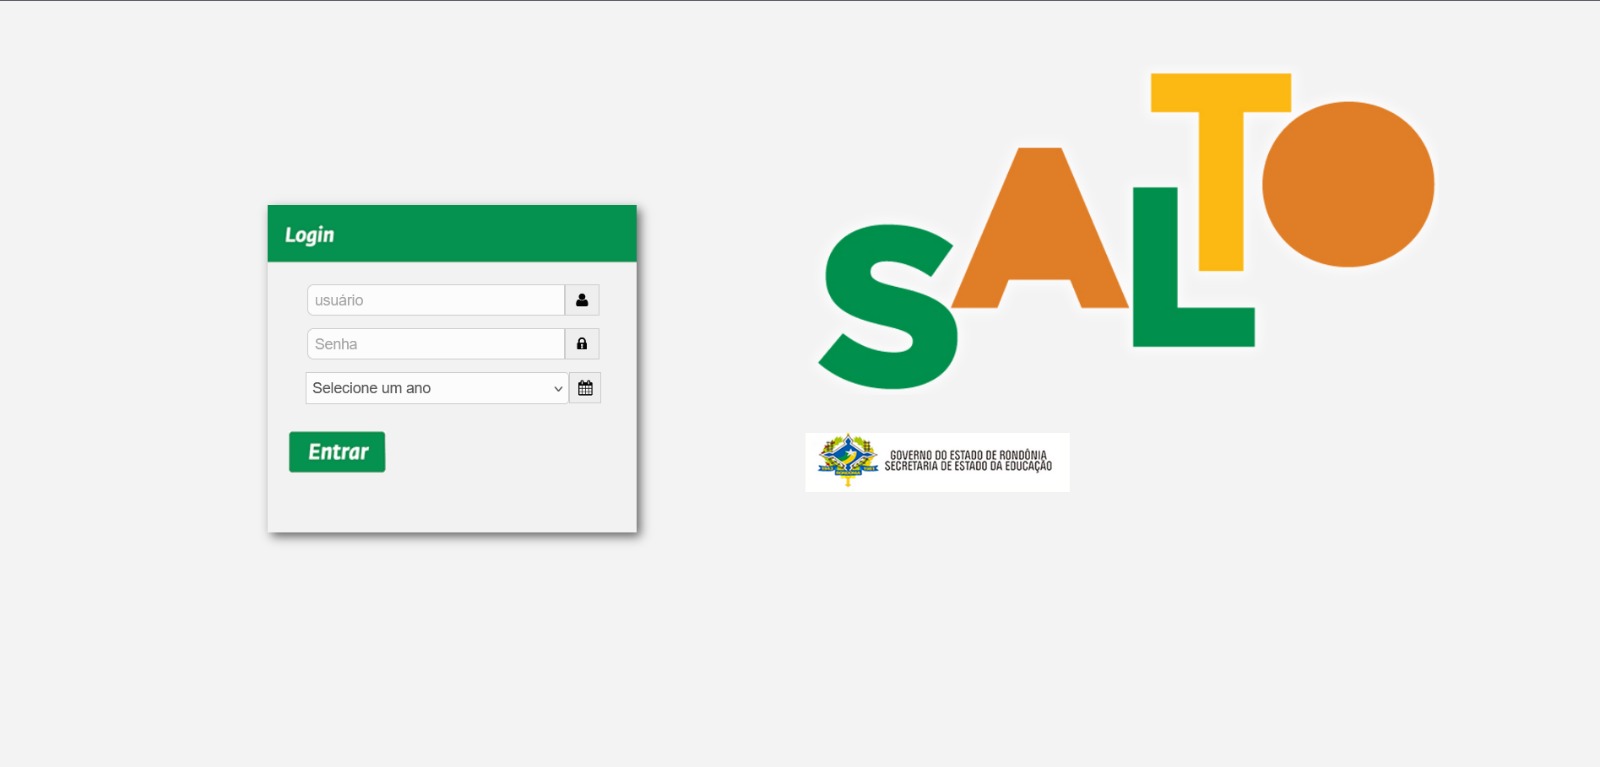 Login
usuário
Senha
Selecione um ano
Entrar
SALTO
GOVERNO DO ESTADO DE RONDÔNIA
SECRETARIA DE ESTADO DA EDUCAÇÃO